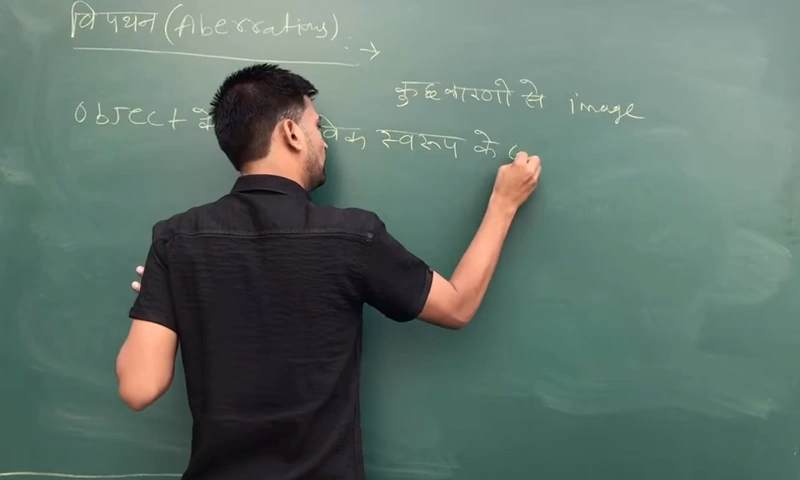 विपथन (Aberrations) :- →
कुछ कारणों से image
Object के विक स्वरूप के